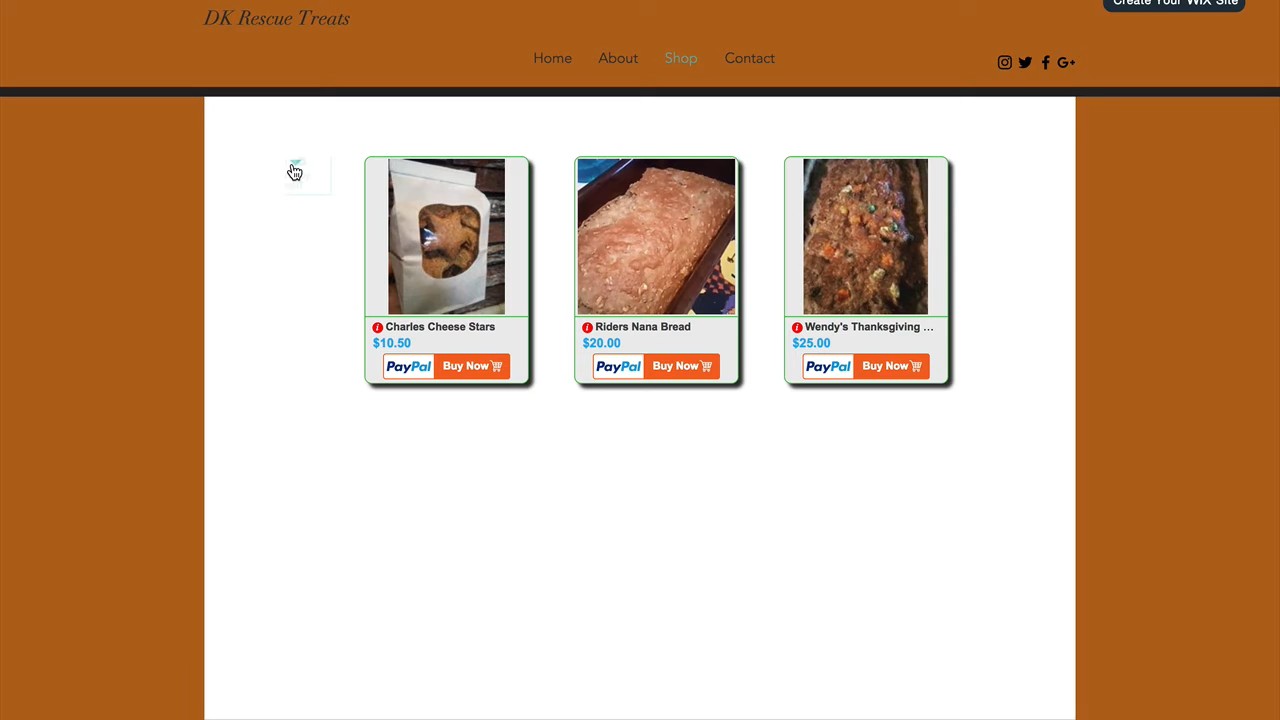 Create Your WIX Site
DK Rescue Treats
Home About Shop Contact
Charles Cheese Stars
$10.50
PayPal Buy Now
Riders Nana Bread
$20.00
PayPal Buy Now
Wendy's Thanksgiving ...
$25.00
PayPal Buy Now